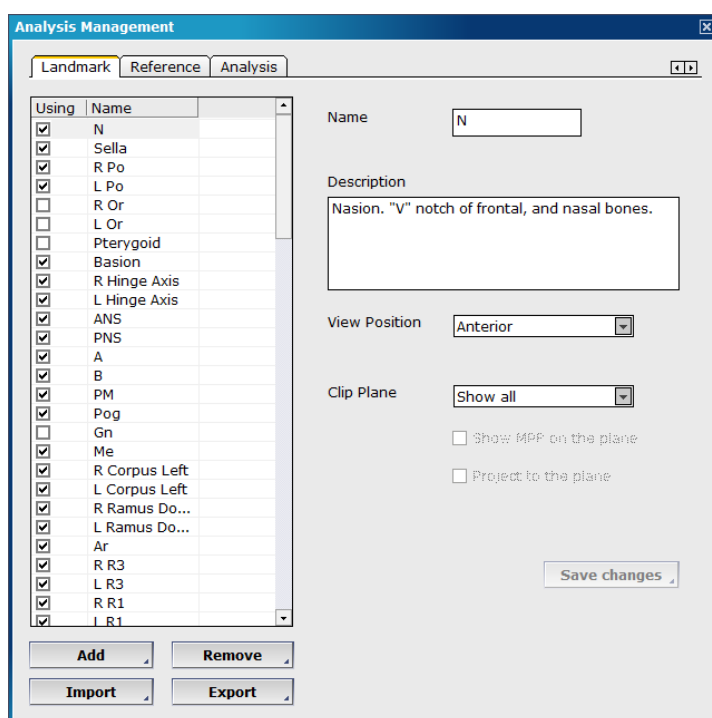 Analysis Management
Landmark Reference Analysis
Using Name
N
Sella
R Po
L Po
R Or
L Or
Pterygoid
Basion
R Hinge Axis
L Hinge Axis
ANS
PNS
A
B
PM
Pog
Gn
Me
R Corpus Left
L Corpus Left
R Ramus Do...
L Ramus Do...
Ar
R R3
L R3
R R1
L R1
Add Remove
Import Export
Name N
Description
Nasion. "V" notch of frontal, and nasal bones.
View Position Anterior
Clip Plane Show all
Show MPR on the plane
Project to the plane
Save changes